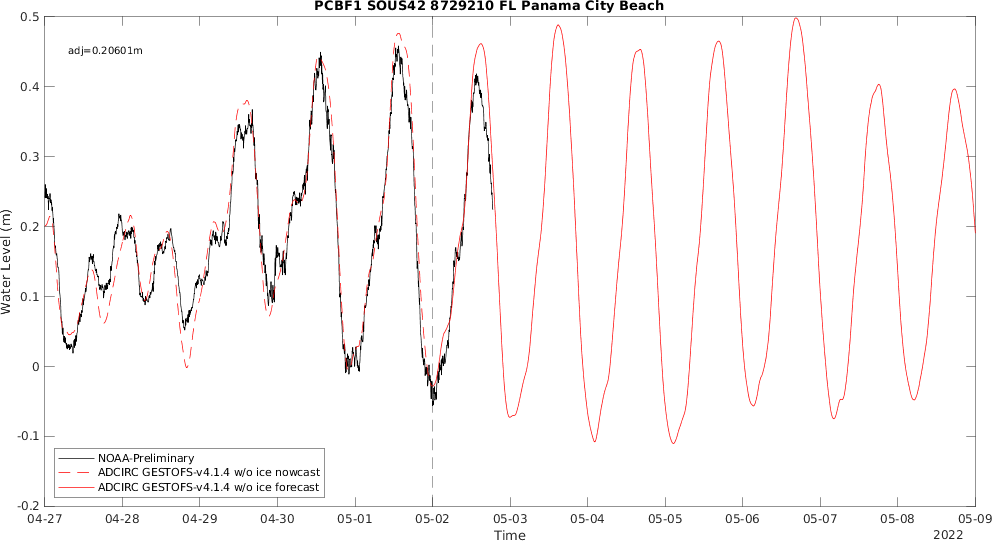 PCBF1 SOUS42 8729210 FL Panama City Beach
adj=0.20601m
0.5
0.4
0.3
0.2
0.1
0
-0.1
-0.2
Water Level (m)
NOAA-Preliminary
ADCIRC GESTOFS-v4.1.4 w/o ice nowcast
ADCIRC GESTOFS-v4.1.4 w/o ice forecast
04-27 04-28 04-29 04-30 05-01 05-02 05-03 05-04 05-05 05-06 05-07 05-08 05-09
Time
2022